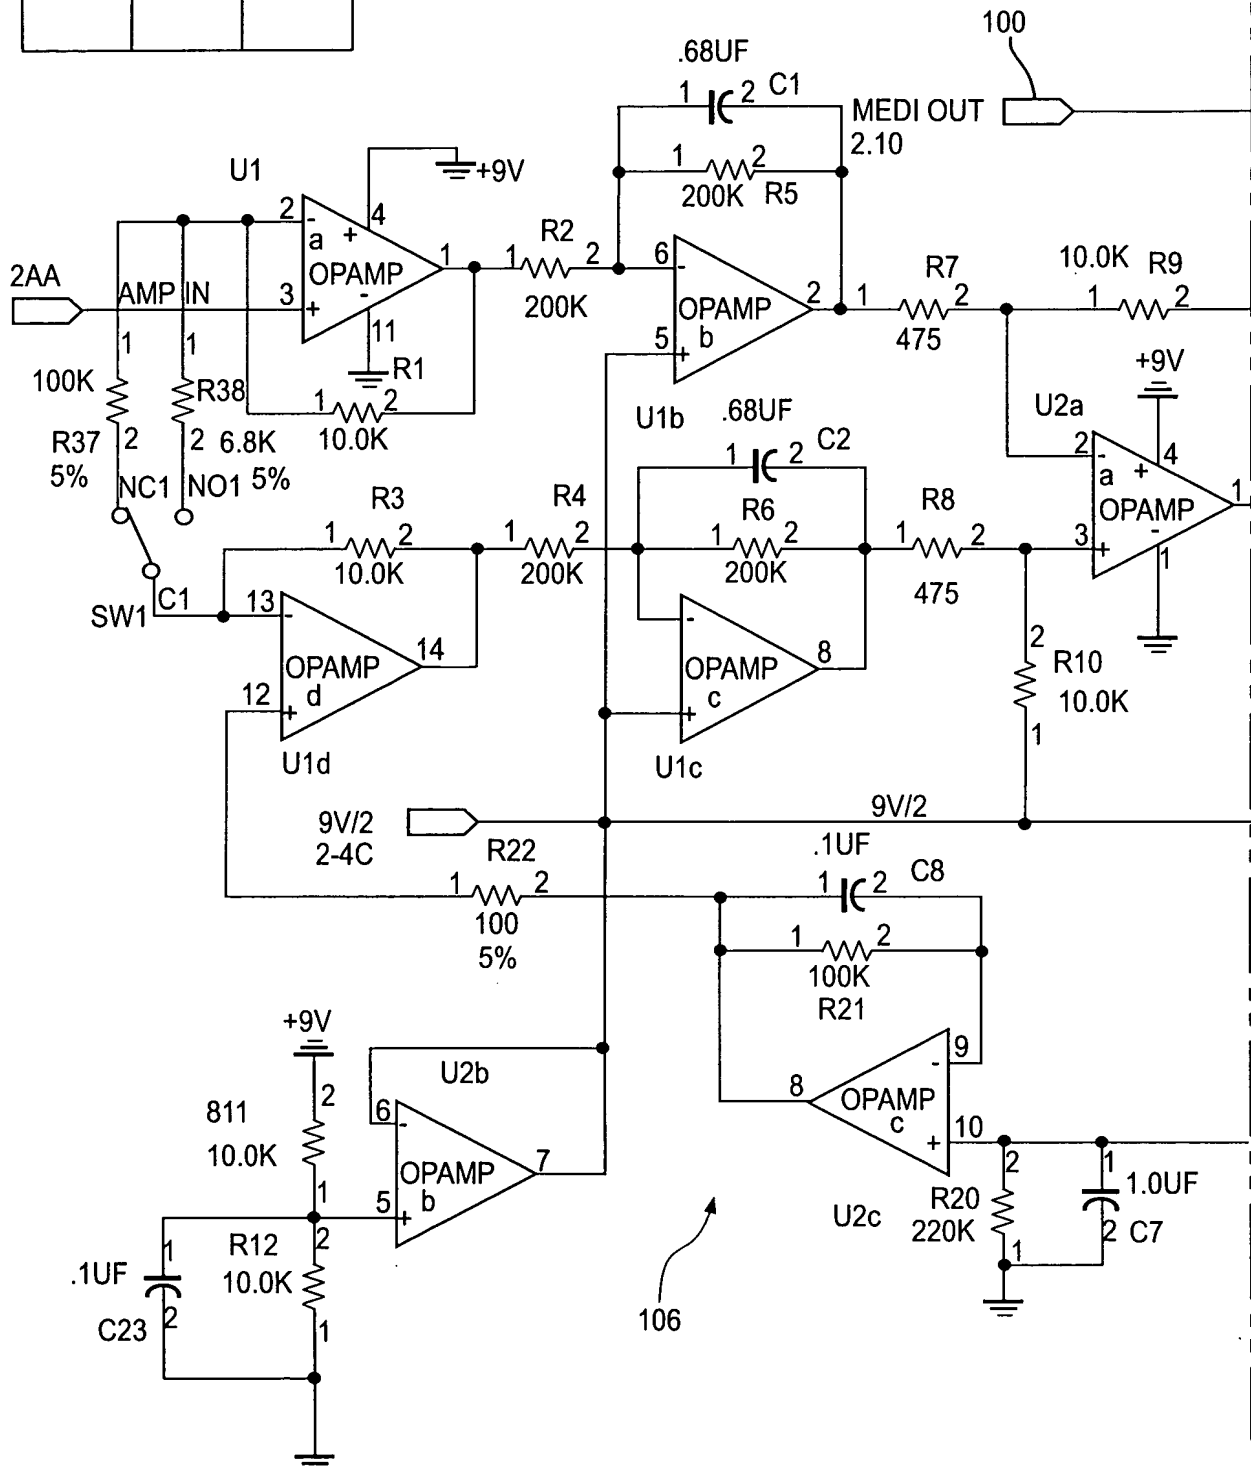 100
.68UF
1 2 C1
MEDI OUT
2.10
U1
+9V
1 2
200K R5
2 - 4
a +
OPAMP
1
R2
1 2
200K
6 -
OPAMP
b
2
5 +
U1b
1 R7 2
475
10.0K R9
1 2
2AA
AMP IN
3 +
-
11
R1
1 2
10.0K
1 1
100K
R38
R37
5%
2 2
6.8K
5%
NC1 NO1
.68UF
1 2 C2
+9V
U2a
2 - 4
a +
OPAMP
1
-
3 +
1
R3
1 2
10.0K
R4
1 2
200K
R6
1 2
200K
R8
1 2
475
SW1 C1
13 -
OPAMP
d
14
12 +
U1d
-
OPAMP
c
8
+
U1c
2
R10
10.0K
1
9V/2
2-4C
9V/2
R22
1 2
100
5%
.1UF
1 2 C8
1 2
100K
R21
+9V
2
811
10.0K
1
U2b
6 -
OPAMP
b
7
5 +
8
- 9
OPAMP
c
+ 10
U2c
2
R20
220K
1
1
1.0UF
2 C7
1
.1UF
2
C23
2
R12
10.0K
1
106